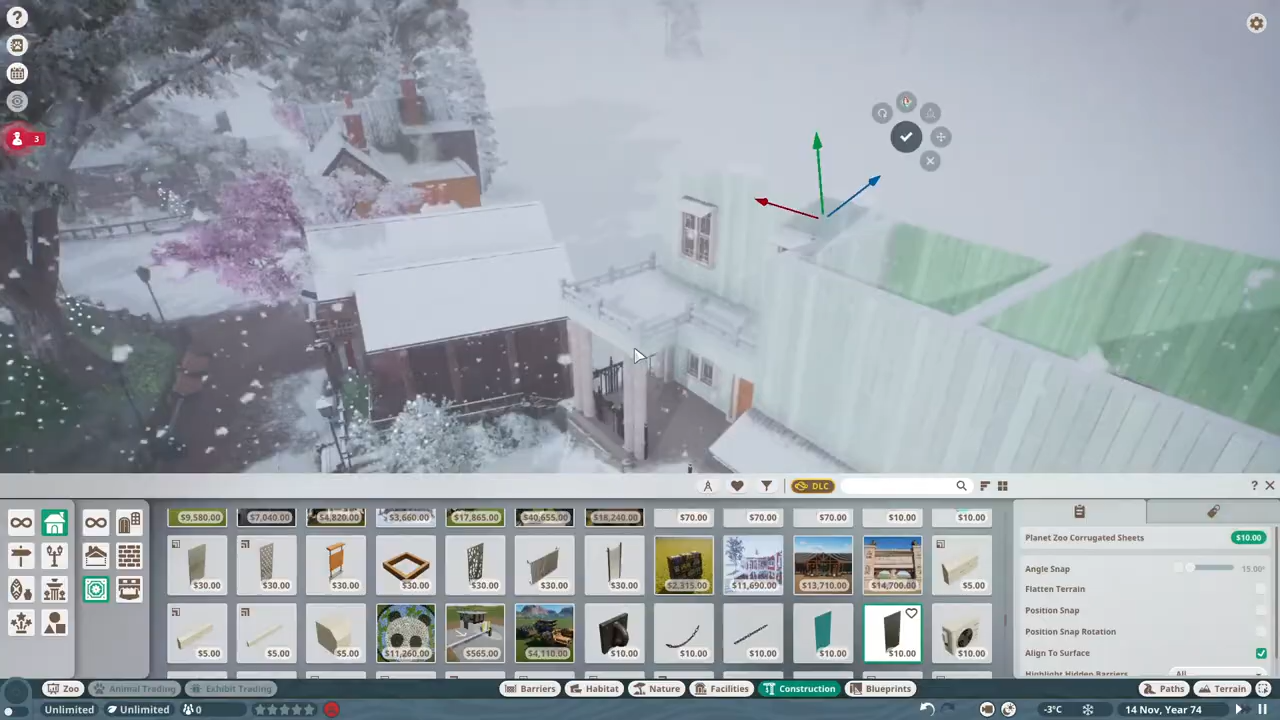 ?
3
DLC
? ×
$9,580.00 $7,040.00 $4,820.00 $3,660.00 $17,865.00 $40,655.00 $18,240.00 $70.00 $70.00 $70.00 $10.00 $10.00
Planet Zoo Corrugated Sheets $10.00
Angle Snap 15.00°
Flatten Terrain
Position Snap
Position Snap Rotation
Align To Surface
Highlight Hidden Barriers All
$30.00 $30.00 $30.00 $30.00 $30.00 $30.00 $30.00 $2,315.00 $11,690.00 $13,710.00 $14,700.00 $5.00
$5.00 $5.00 $5.00 $11,260.00 $565.00 $4,110.00 $10.00 $10.00 $10.00 $10.00 $10.00 $10.00
Zoo Animal Trading Exhibit Trading Barriers Habitat Nature Facilities Construction Blueprints Paths Terrain
Unlimited Unlimited 0 -3°C 14 Nov, Year 74